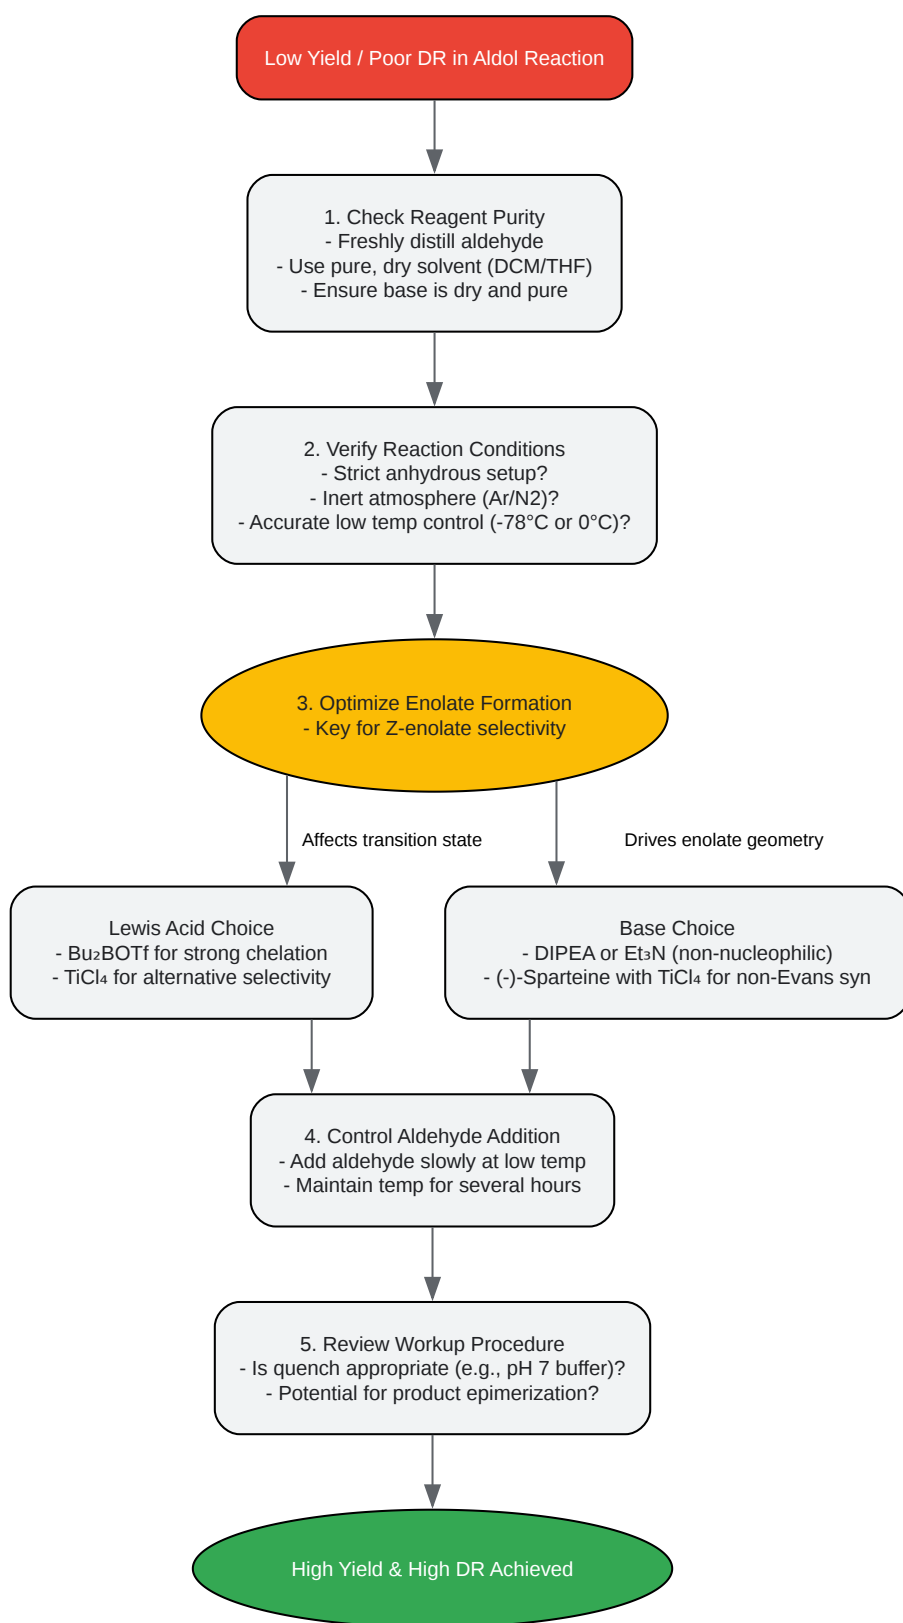 Low Yield / Poor DR in Aldol Reaction
1. Check Reagent Purity
- Freshly distill aldehyde
- Use pure, dry solvent (DCM/THF)
- Ensure base is dry and pure
2. Verify Reaction Conditions
- Strict anhydrous setup?
- Inert atmosphere (Ar/N2)?
- Accurate low temp control (-78°C or 0°C)?
3. Optimize Enolate Formation
- Key for Z-enolate selectivity
Affects transition state
Drives enolate geometry
Lewis Acid Choice
- Bu₂BOTf for strong chelation
- TiCl₄ for alternative selectivity
Base Choice
- DIPEA or Et₃N (non-nucleophilic)
- (-)-Sparteine with TiCl₄ for non-Evans syn
4. Control Aldehyde Addition
- Add aldehyde slowly at low temp
- Maintain temp for several hours
5. Review Workup Procedure
- Is quench appropriate (e.g., pH 7 buffer)?
- Potential for product epimerization?
High Yield & High DR Achieved